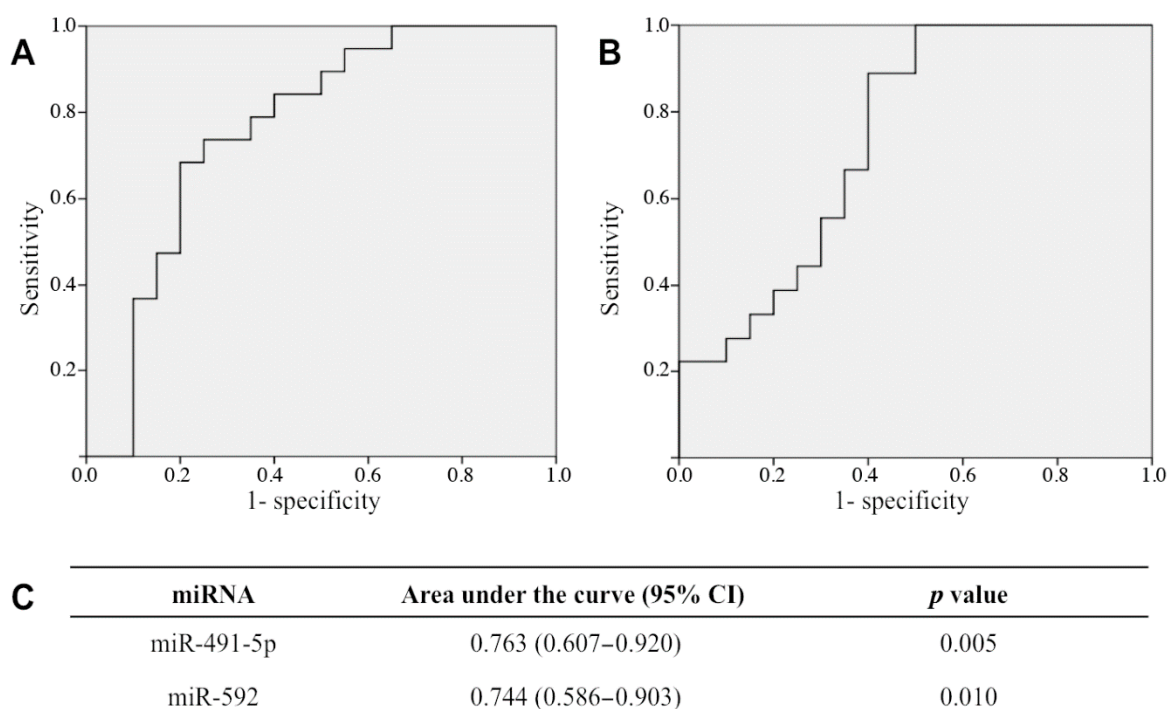 A
1.0
0.8
0.6
0.4
0.2
Sensitivity
0.0 0.2 0.4 0.6 0.8 1.0
1- specificity
B
1.0
0.8
0.6
0.4
0.2
Sensitivity
0.0 0.2 0.4 0.6 0.8 1.0
1- specificity
C
miRNA Area under the curve (95% CI) p value
miR-491-5p 0.763 (0.607–0.920) 0.005
miR-592 0.744 (0.586–0.903) 0.010